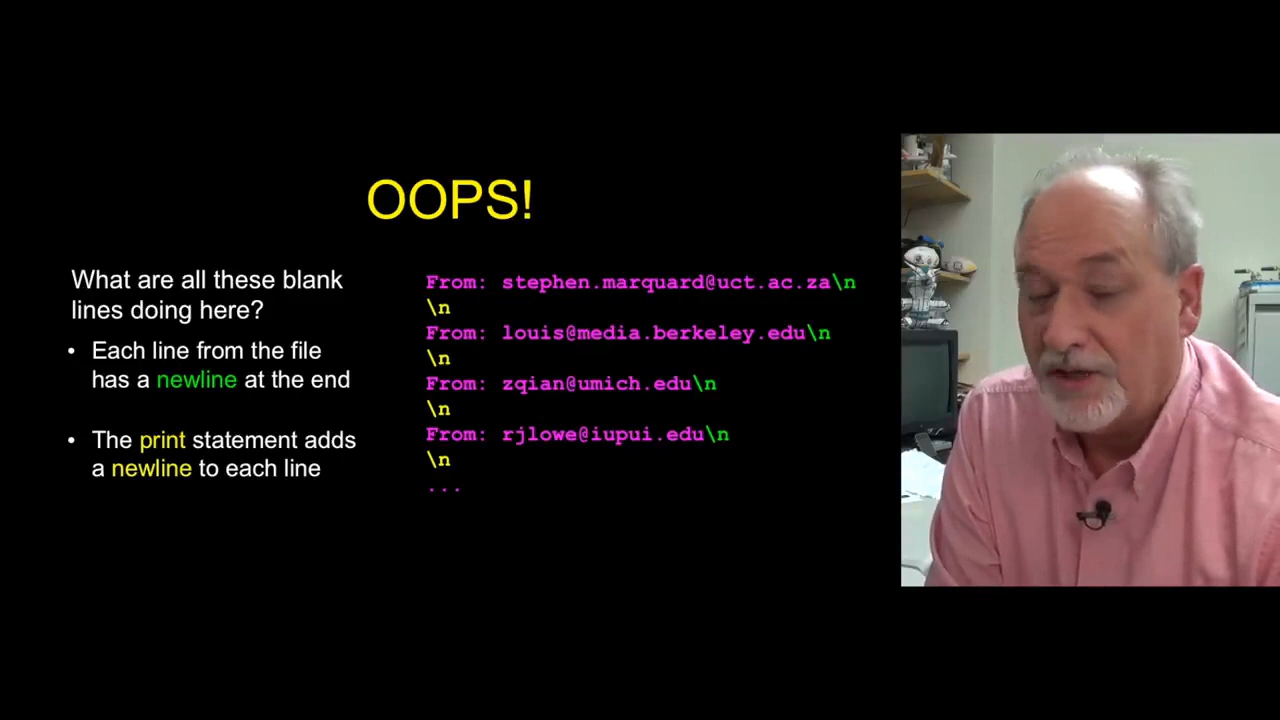 OOPS!
What are all these blank
lines doing here?
• Each line from the file
has a newline at the end
• The print statement adds
a newline to each line
From: stephen.marquard@uct.ac.za\n
\n
From: louis@media.berkeley.edu\n
\n
From: zqian@umich.edu\n
\n
From: rjlowe@iupui.edu\n
\n
...